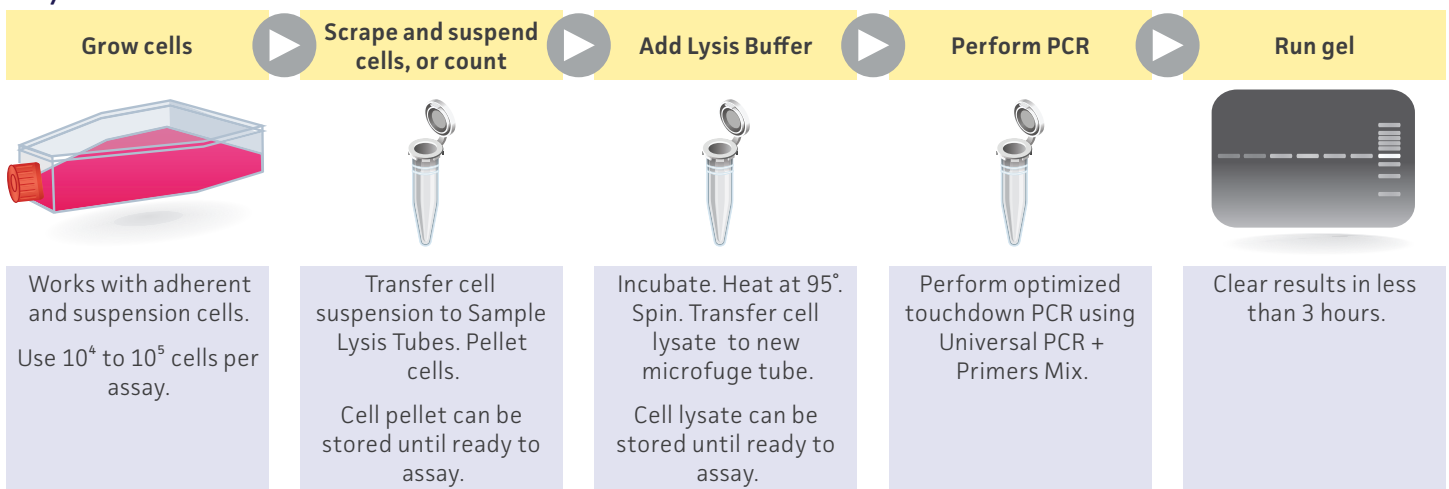 Grow cells
Scrape and suspend
cells, or count
Add Lysis Buffer
Perform PCR
Run gel
Works with adherent
and suspension cells.
Use 10⁴ to 10⁵ cells per
assay.
Transfer cell
suspension to Sample
Lysis Tubes. Pellet
cells.
Cell pellet can be
stored until ready to
assay.
Incubate. Heat at 95°.
Spin. Transfer cell
lysate to new
microfuge tube.
Cell lysate can be
stored until ready to
assay.
Perform optimized
touchdown PCR using
Universal PCR +
Primers Mix.
Clear results in less
than 3 hours.